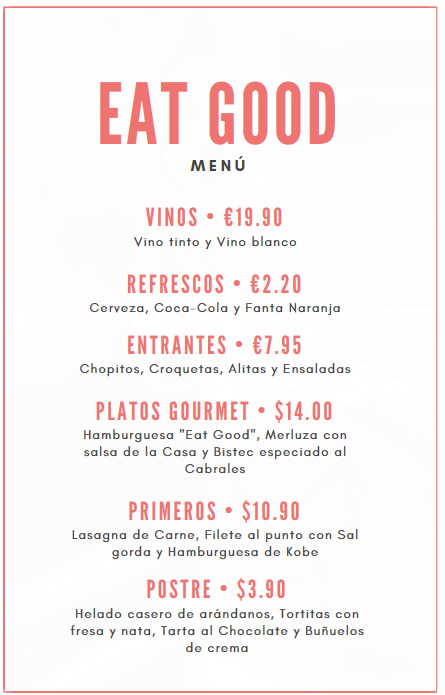 EAT GOOD
MENÚ
VINOS • €19.90
Vino tinto y Vino blanco
REFRESCOS • €2.20
Cerveza, Coca-Cola y Fanta Naranja
ENTRANTES • €7.95
Chopitos, Croquetas, Alitas y Ensaladas
PLATOS GOURMET • $14.00
Hamburguesa "Eat Good", Merluza con
salsa de la Casa y Bistec especiado al
Cabrales
PRIMEROS • $10.90
Lasagna de Carne, Filete al punto con Sal
gorda y Hamburguesa de Kobe
POSTRE • $3.90
Helado casero de arándanos, Tortitas con
fresa y nata, Tarta al Chocolate y Buñuelos
de crema